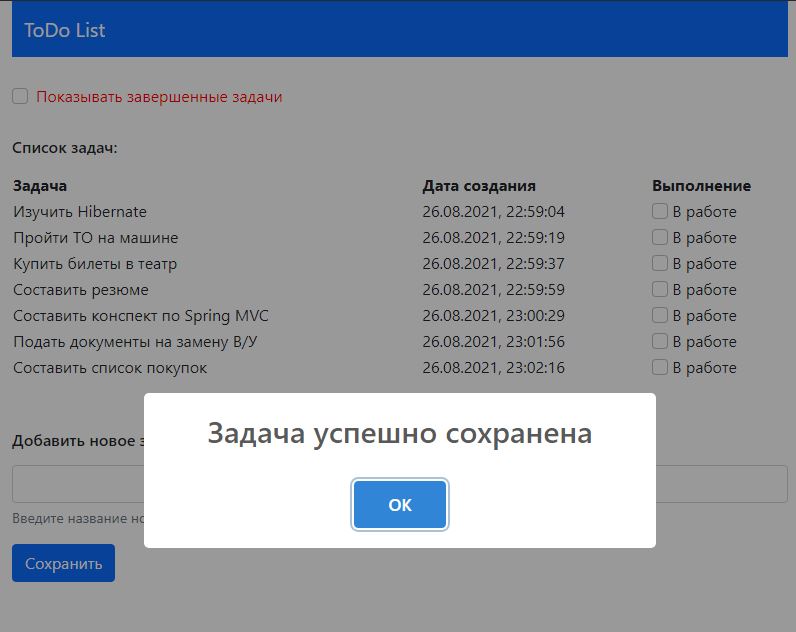 ToDo List
Показывать завершенные задачи
Список задач:
Задача Дата создания Выполнение
Изучить Hibernate 26.08.2021, 22:59:04 В работе
Пройти ТО на машине 26.08.2021, 22:59:19 В работе
Купить билеты в театр 26.08.2021, 22:59:37 В работе
Составить резюме 26.08.2021, 22:59:59 В работе
Составить конспект по Spring MVC 26.08.2021, 23:00:29 В работе
Подать документы на замену В/У 26.08.2021, 23:01:56 В работе
Составить список покупок 26.08.2021, 23:02:16 В работе
Задача успешно сохранена
Добавить новое
OK
Введите название
Сохранить